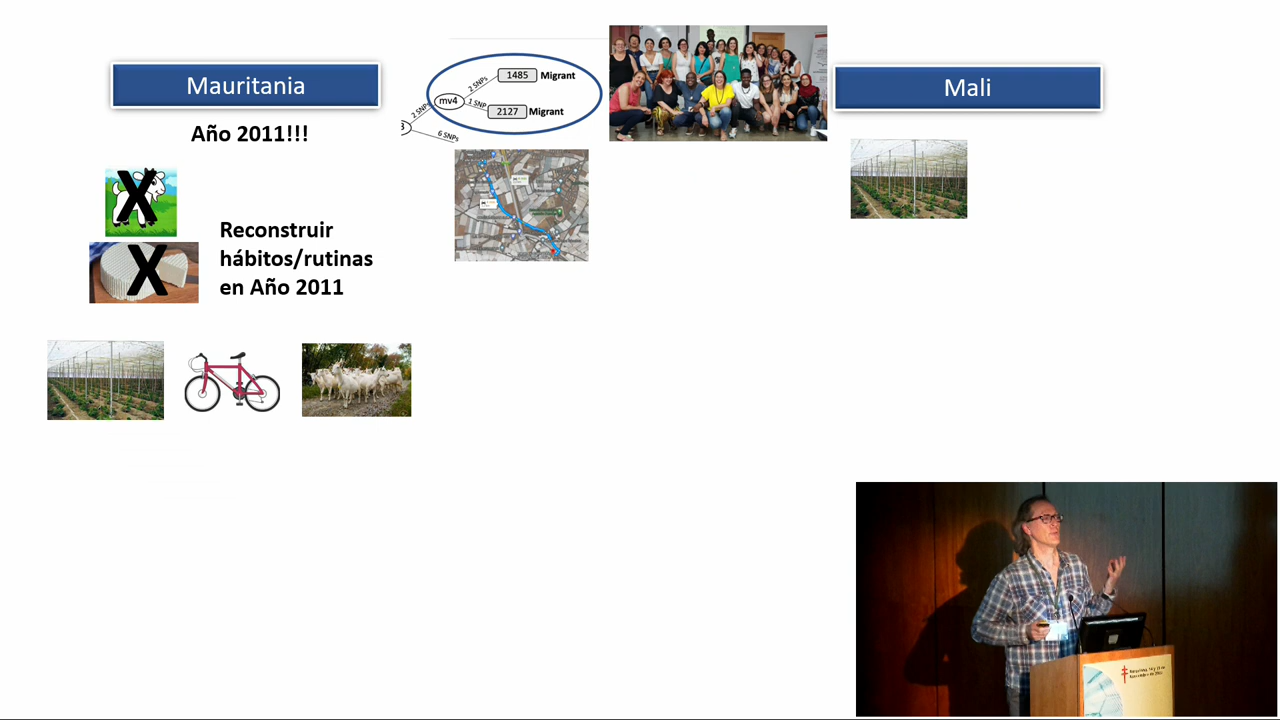 Mauritania
Año 2011!!!
Reconstruir
hábitos/rutinas
en Año 2011
2 SNPs
1485
Migrant
mv4
1 SNP
2127
Migrant
2 SNPs
6 SNPs
Mali
X
X